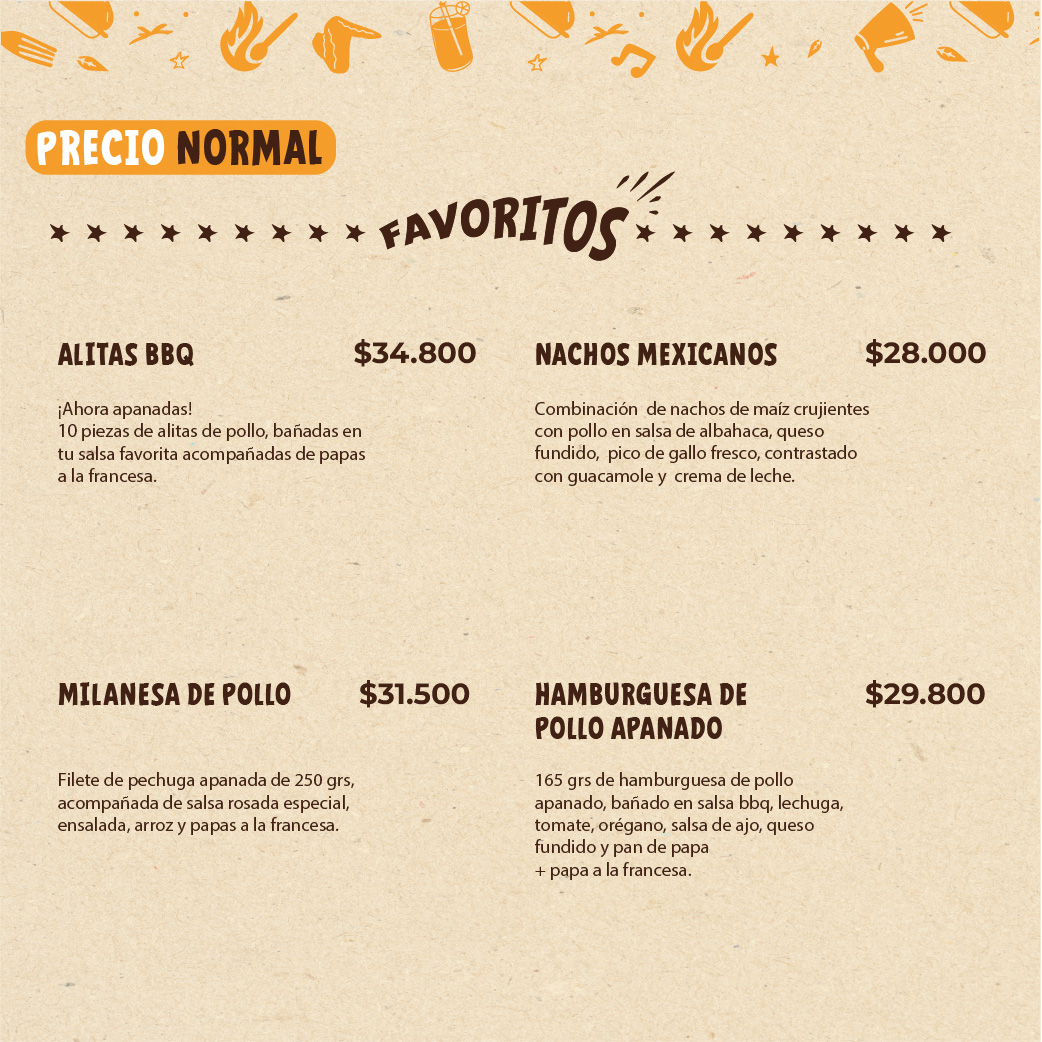 PRECIO NORMAL
FAVORITOS
ALITAS BBQ $34.800
¡Ahora apanadas!
10 piezas de alitas de pollo, bañadas en
tu salsa favorita acompañadas de papas
a la francesa.
NACHOS MEXICANOS $28.000
Combinación de nachos de maíz crujientes
con pollo en salsa de albahaca, queso
fundido, pico de gallo fresco, contrastado
con guacamole y crema de leche.
MILANESA DE POLLO $31.500
Filete de pechuga apanada de 250 grs,
acompañada de salsa rosada especial,
ensalada, arroz y papas a la francesa.
HAMBURGUESA DE $29.800
POLLO APANADO
165 grs de hamburguesa de pollo
apanado, bañado en salsa bbq, lechuga,
tomate, orégano, salsa de ajo, queso
fundido y pan de papa
+ papa a la francesa.